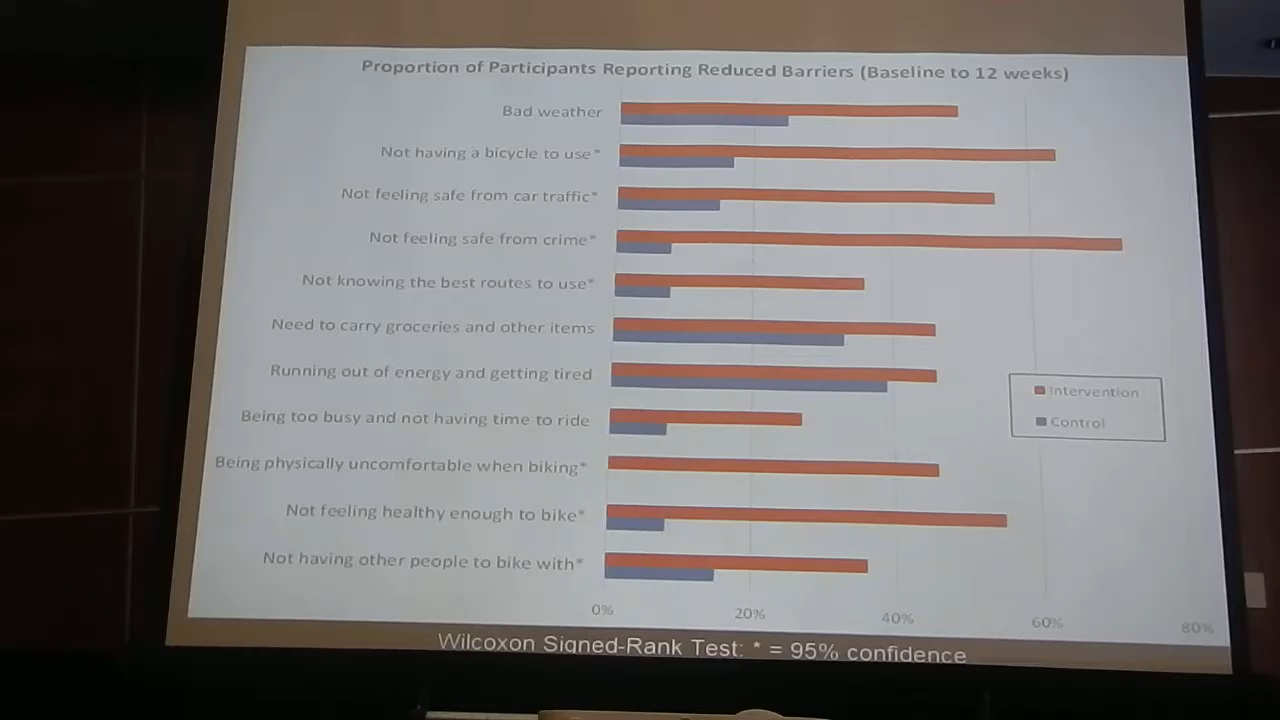 Proportion of Participants Reporting Reduced Barriers (Baseline to 12 weeks)
Bad weather
Not having a bicycle to use*
Not feeling safe from car traffic*
Not feeling safe from crime*
Not knowing the best routes to use*
Need to carry groceries and other items
Running out of energy and getting tired
Intervention
Control
Being too busy and not having time to ride
Being physically uncomfortable when biking*
Not feeling healthy enough to bike*
Not having other people to bike with*
0% 20% 40% 60% 80%
Wilcoxon Signed-Rank Test: * = 95% confidence